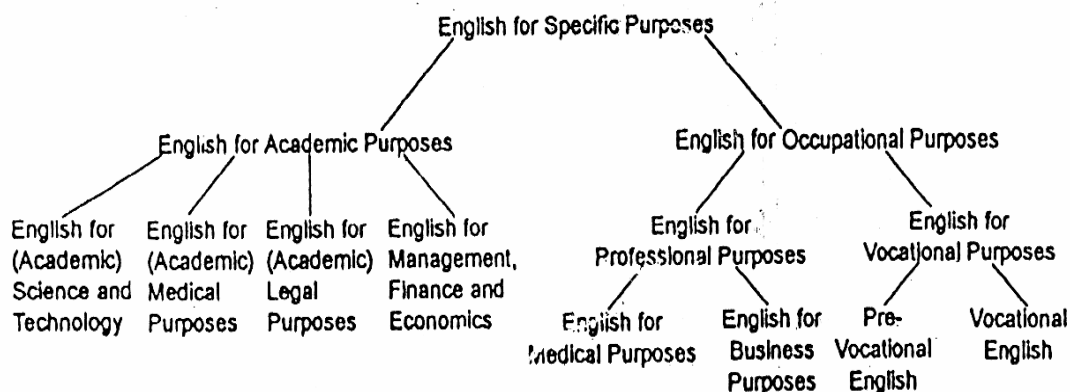 English for Specific Purposes
English for Academic Purposes
English for Occupational Purposes
English for
(Academic)
Science and
Technology
English for
(Academic)
Medical
Purposes
English for
(Academic)
Legal
Purposes
English for
Management,
Finance and
Economics
English for
Professional Purposes
English for
Vocational Purposes
English for
Medical Purposes
English for
Business
Purposes
Pre-
Vocational
English
Vocational
English